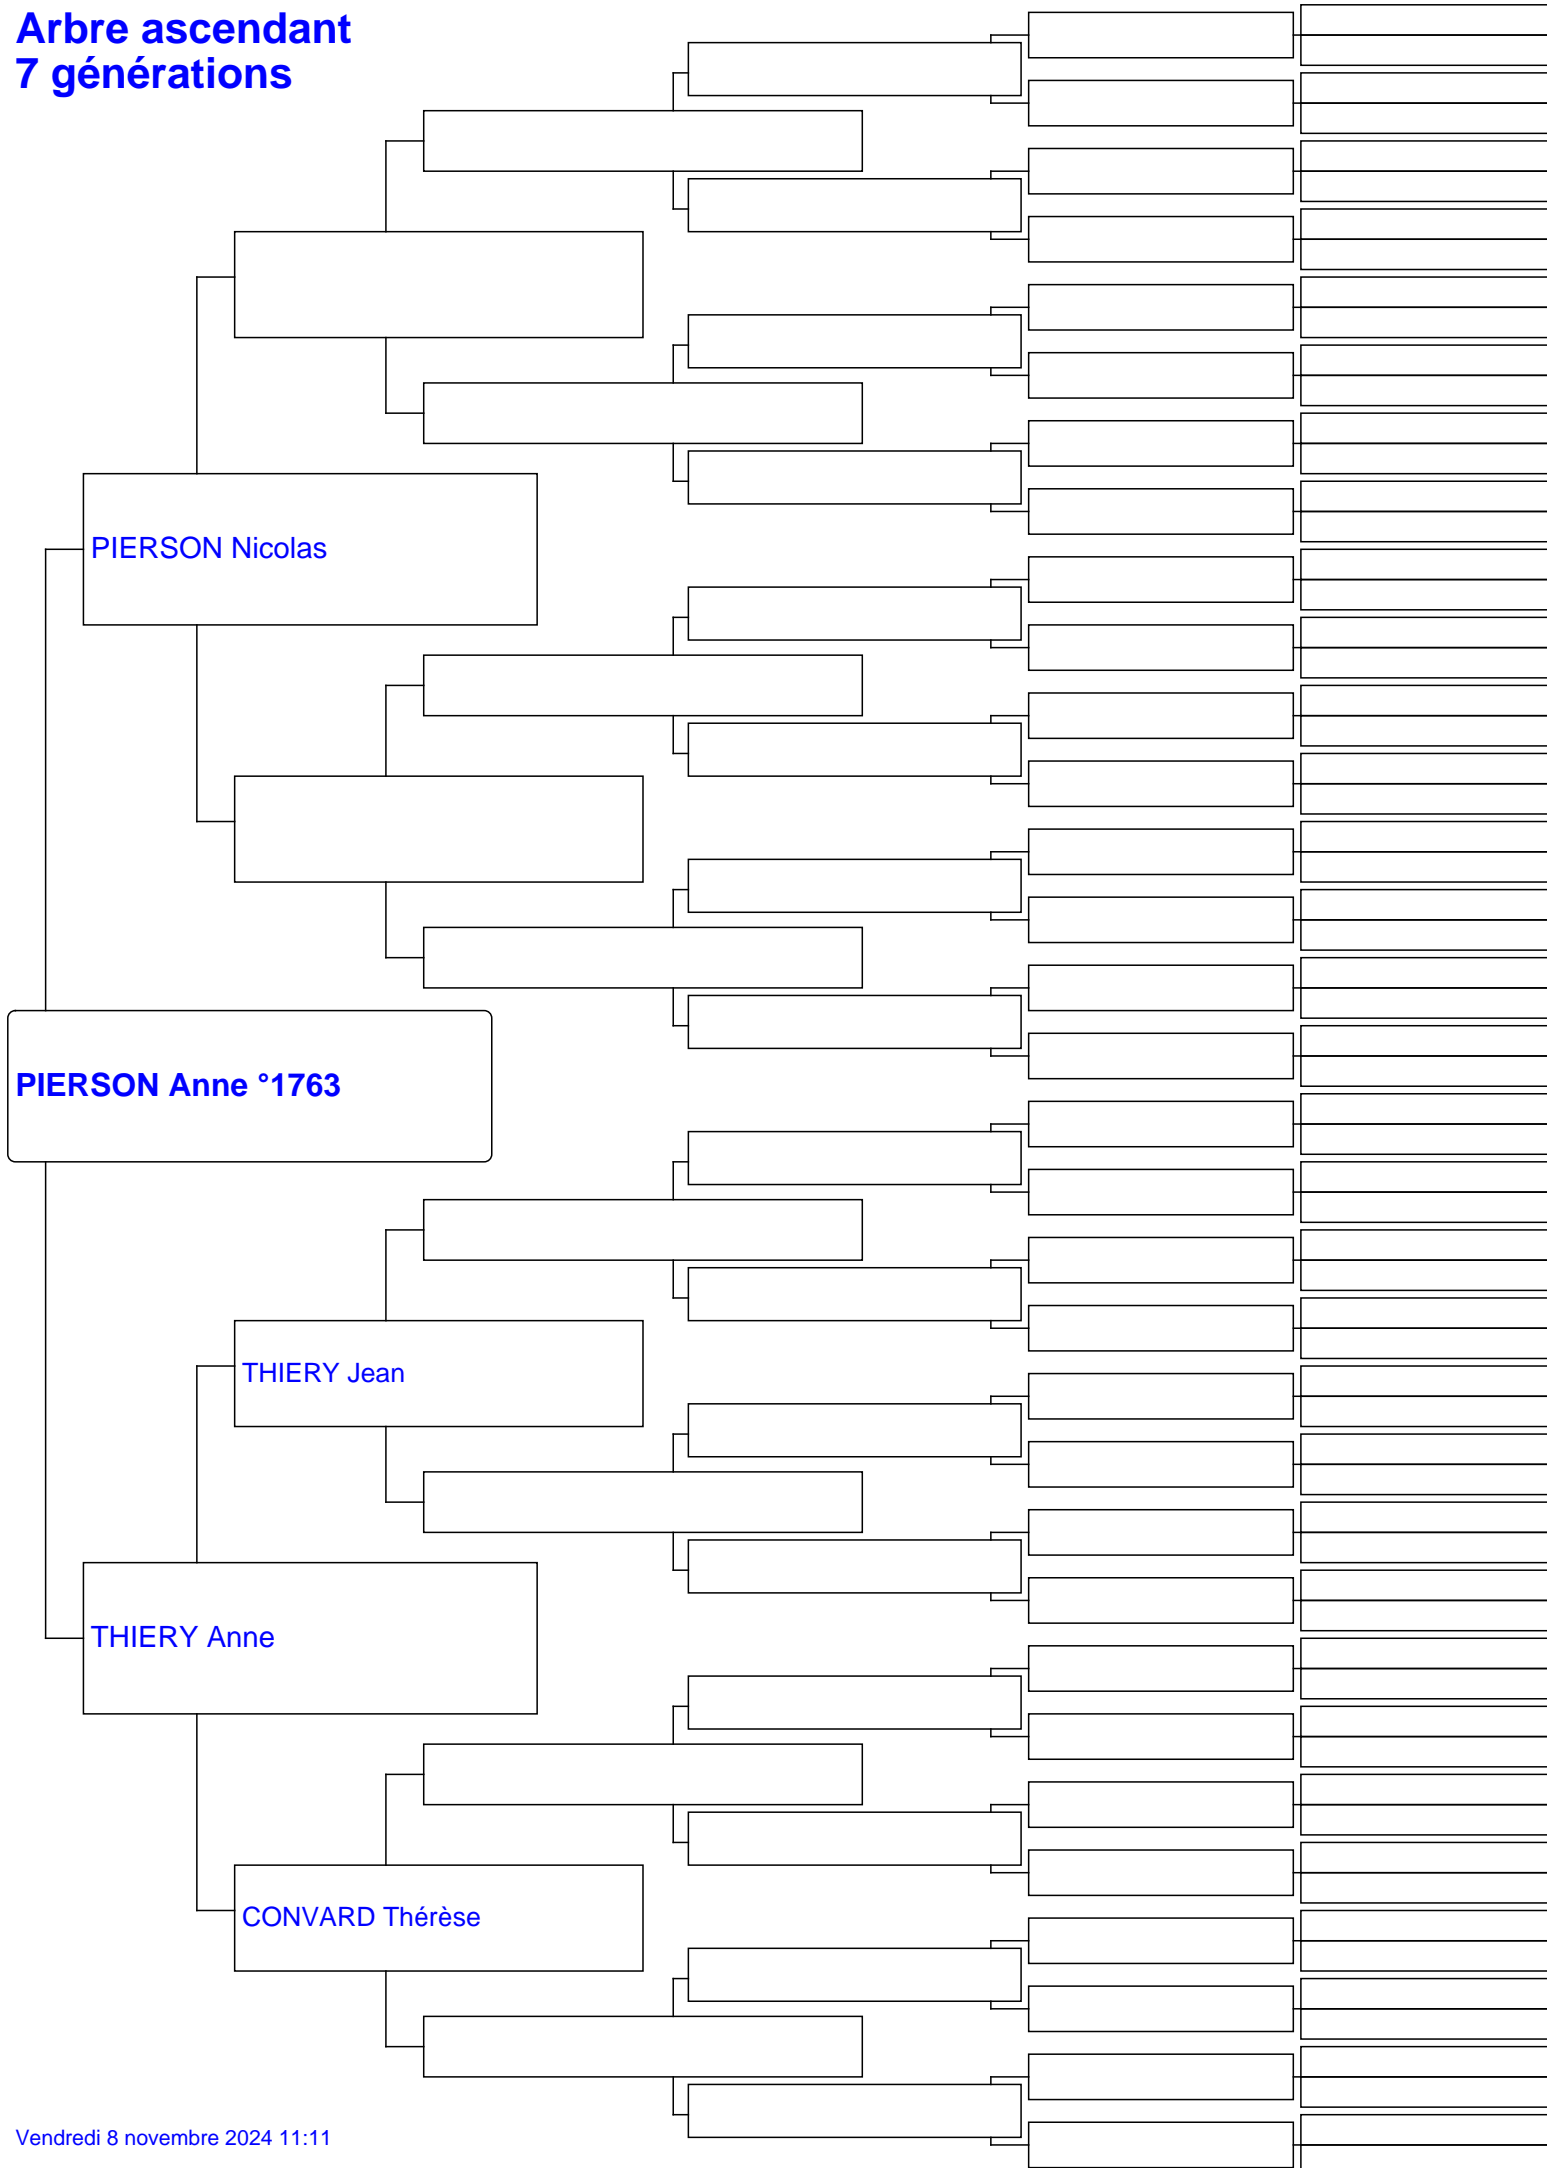 Arbre ascendant
7 générations
PIERSON Nicolas
PIERSON Anne °1763
THIERY Jean
THIERY Anne
CONVARD Thérèse
Vendredi 8 novembre 2024 11:11